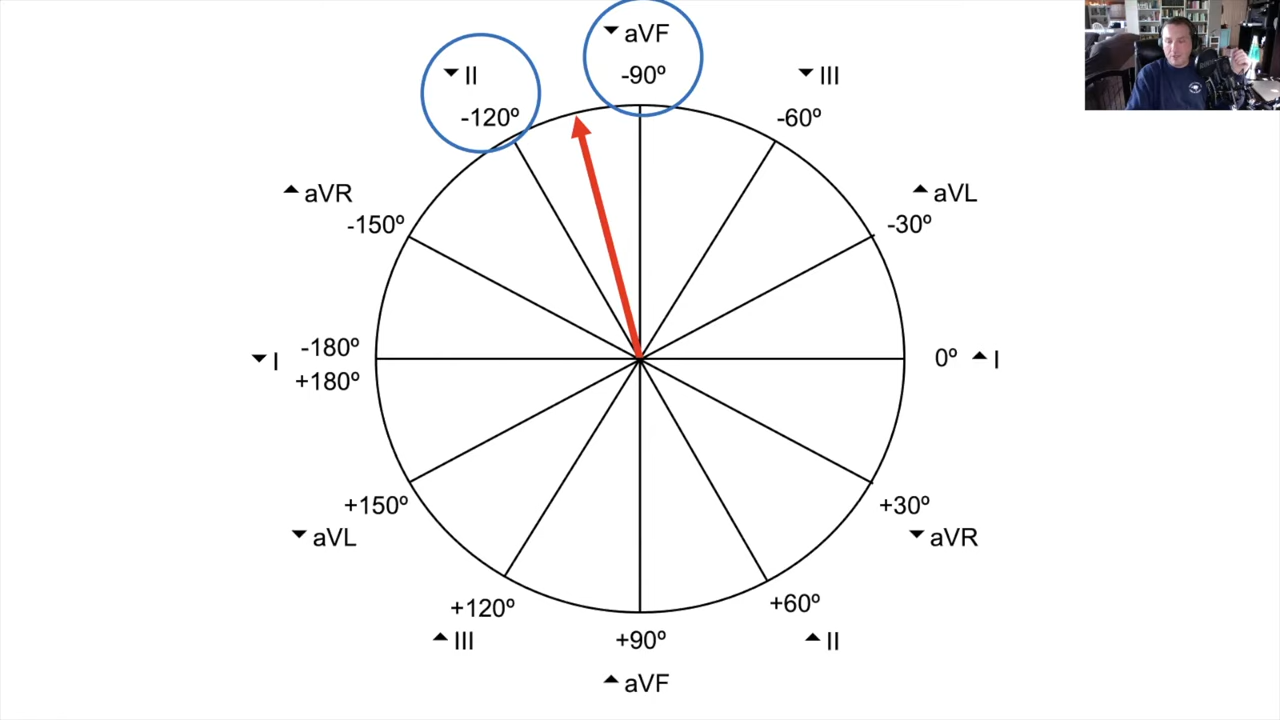 ▼ aVF
-90º
▼ II
-120º
▼ III
-60º
▲ aVR
-150º
▲ aVL
-30º
▼ I
-180º
+180º
0º ▲ I
+150º
▼ aVL
+30º
▼ aVR
+120º
▲ III
+90º
▲ aVF
+60º
▲ II